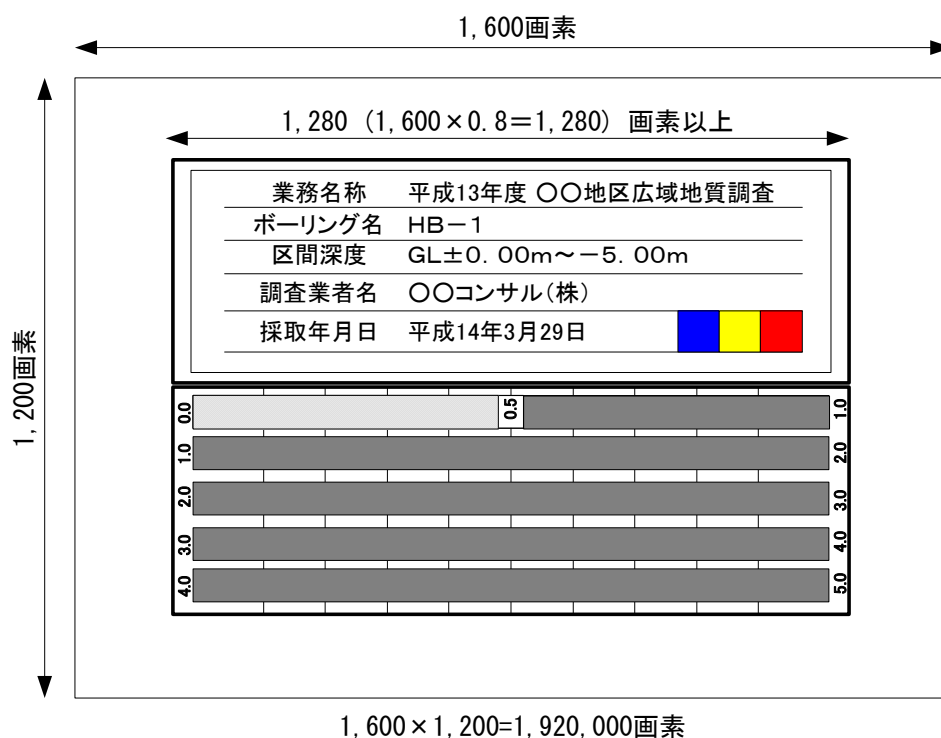 1,600画素
1,280 (1,600×0.8=1,280) 画素以上
1,200画素
業務名称 平成13年度 〇〇地区広域地質調査
ボーリング名 HB-1
区間深度 GL±0.00m~-5.00m
調査業者名 〇〇コンサル(株)
採取年月日 平成14年3月29日
0.0 0.5 1.0
1.0 2.0
2.0 3.0
3.0 4.0
4.0 5.0
1,600×1,200=1,920,000画素